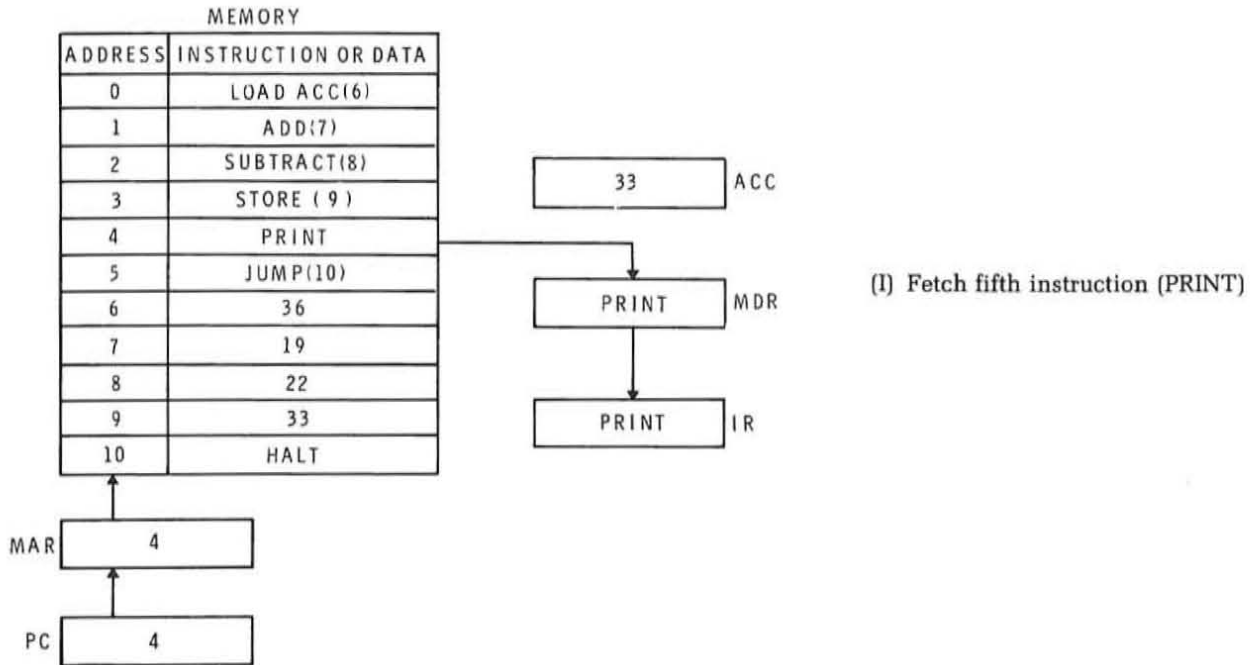 MEMORY
ADDRESS INSTRUCTION OR DATA
0 LOAD ACC(6)
1 ADD(7)
2 SUBTRACT(8)
3 STORE (9)
4 PRINT
5 JUMP(10)
6 36
7 19
8 22
9 33
10 HALT
33 ACC
PRINT MDR
PRINT IR
(I) Fetch fifth instruction (PRINT)
MAR 4
PC 4